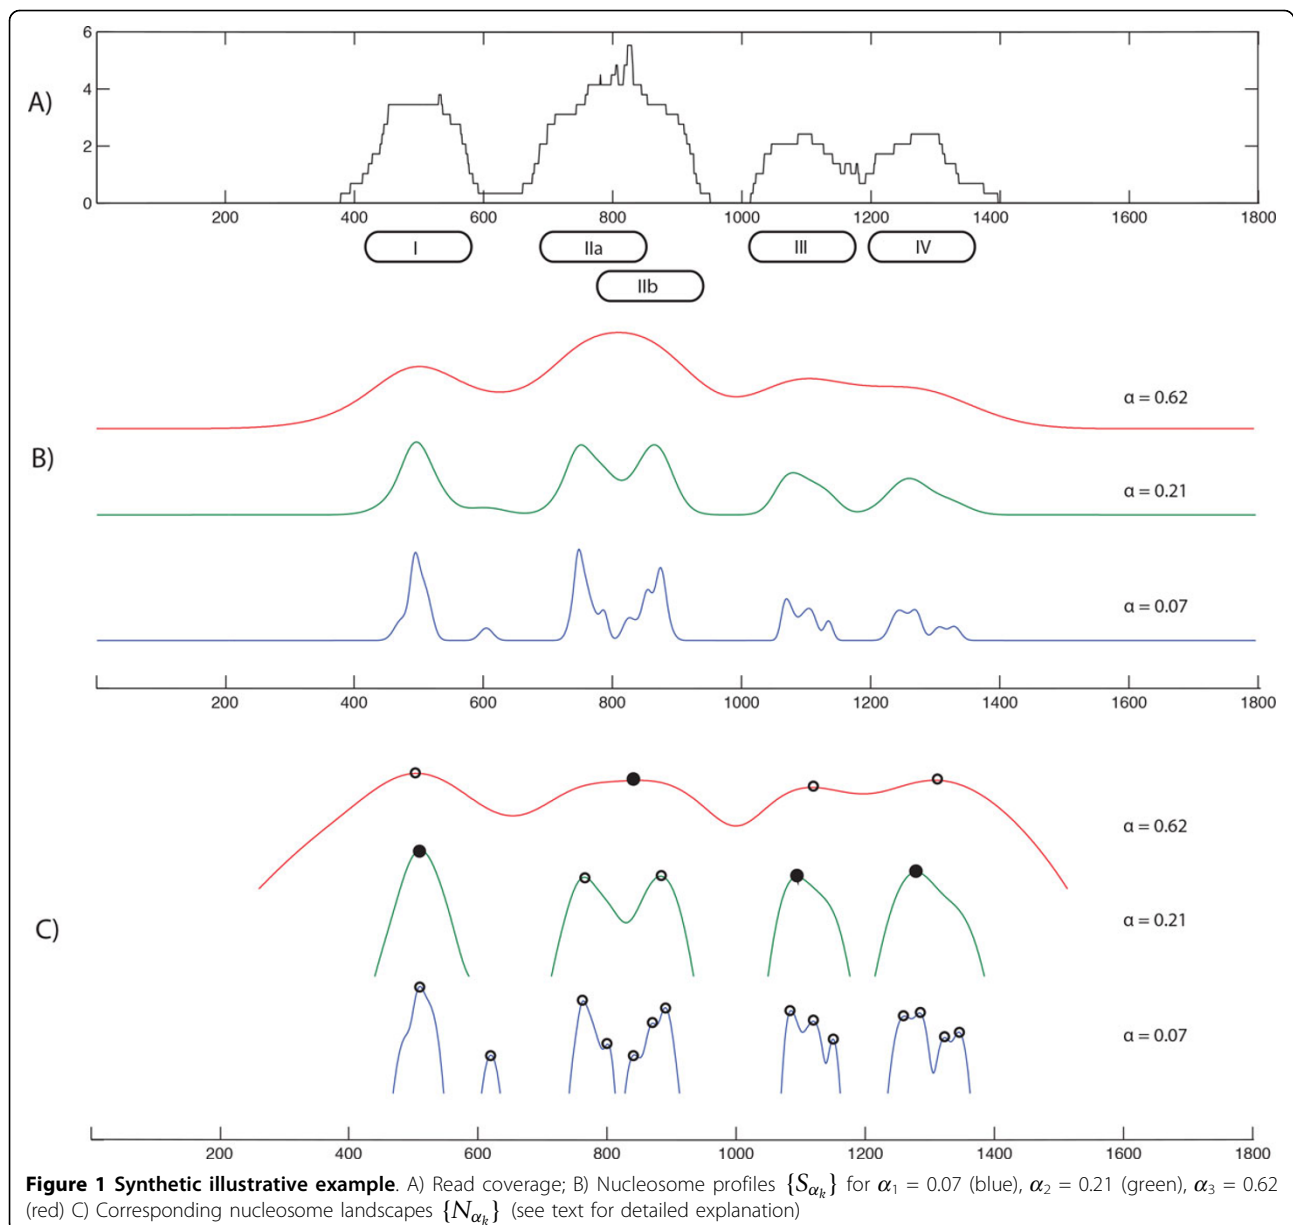 A)
6
4
2
0
200 400 600 800 1000 1200 1400 1600 1800
I IIa III IV
IIb
B)
α = 0.62
α = 0.21
α = 0.07
200 400 600 800 1000 1200 1400 1600 1800
C)
α = 0.62
α = 0.21
α = 0.07
200 400 600 800 1000 1200 1400 1600 1800
Figure 1 Synthetic illustrative example. A) Read coverage; B) Nucleosome profiles {S_{α_k}} for α₁ = 0.07 (blue), α₂ = 0.21 (green), α₃ = 0.62
(red) C) Corresponding nucleosome landscapes {N_{α_k}} (see text for detailed explanation)